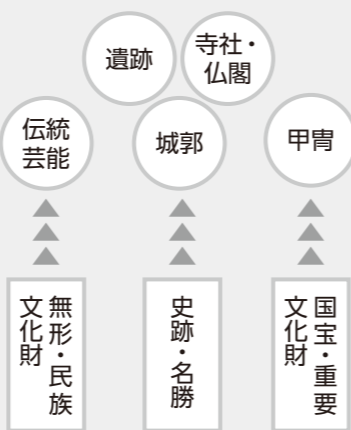 遺跡
寺社・
仏閣
伝統
芸能
城郭
甲冑
無形・民族
文化財
史跡・名勝
国宝・重要
文化財